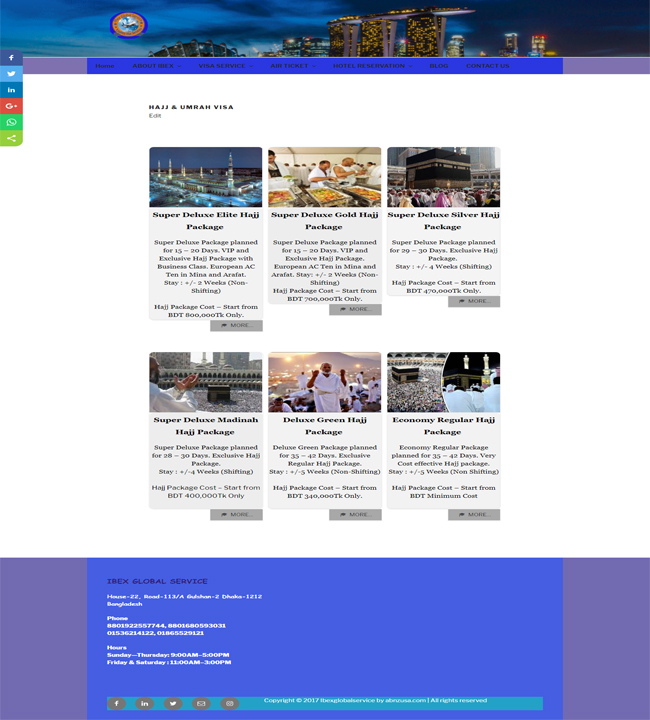 Home ABOUT IBEX VISA SERVICE AIR TICKET HOTEL RESERVATION BLOG CONTACT US
HAJJ & UMRAH VISA
Edit
Super Deluxe Elite Hajj
Package
Super Deluxe Package planned
for 15 – 20 Days. VIP and
Exclusive Hajj Package with
Business Class. European AC
Ten in Mina and Arafat.
Stay : +/- 2 Weeks (Non-
Shifting)
Hajj Package Cost – Start from
BDT 800,000Tk Only.
MORE...
Super Deluxe Gold Hajj
Package
Super Deluxe Package planned
for 15 – 20 Days. VIP and
Exclusive Hajj Package.
European AC Ten in Mina and
Arafat. Stay: +/- 2 Weeks (Non-
Shifting)
Hajj Package Cost – Start from
BDT 700,000Tk Only.
MORE...
Super Deluxe Silver Hajj
Package
Super Deluxe Package planned
for 29 – 30 Days. Exclusive Hajj
Package.
Stay : +/- 4 Weeks (Shifting)
Hajj Package Cost – Start from
BDT 470,000Tk Only.
MORE...
Super Deluxe Madinah
Hajj Package
Super Deluxe Package planned
for 28 – 30 Days. Exclusive Hajj
Package.
Stay : +/-4 Weeks (Shifting)
Hajj Package Cost – Start from
BDT 400,000Tk Only
MORE...
Deluxe Green Hajj
Package
Deluxe Green Package planned
for 35 – 42 Days. Exclusive
Regular Hajj Package.
Stay : +/-5 Weeks (Non-Shifting)
Hajj Package Cost – Start from
BDT 340,000Tk Only.
MORE...
Economy Regular Hajj
Package
Economy Regular Package
planned for 35 – 42 Days. Very
Cost effective Hajj package.
Stay : +/-5 Weeks (Non Shifting)
Hajj Package Cost – Start from
BDT Minimum Cost
MORE...
IBEX GLOBAL SERVICE
House-22, Road-113/A Gulshan-2 Dhaka-1212
Bangladesh
Phone
8801922557744, 8801680593031
01536214122, 01865529121
Hours
Sunday—Thursday: 9:00AM–5:00PM
Friday & Saturday : 11:00AM–3:00PM
Copyright © 2017 Ibexglobalservice by abnzusa.com | All rights reserved